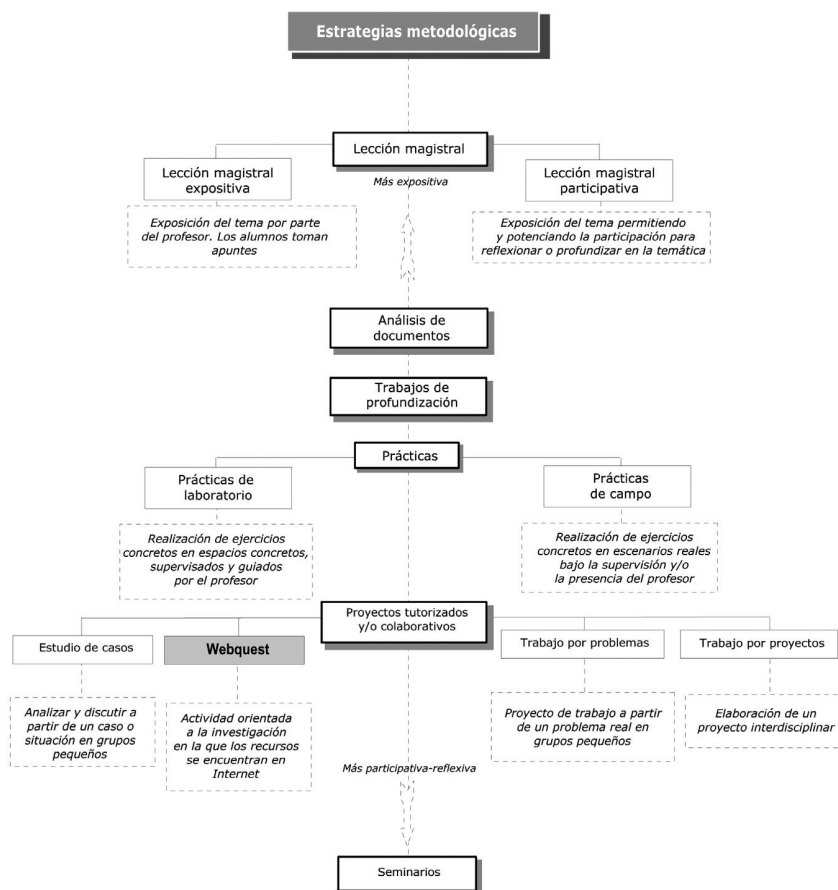 Estrategias metodológicas
Lección magistral
Lección magistral
expositiva
Más expositiva
Lección magistral
participativa
Exposición del tema por parte
del profesor. Los alumnos toman
apuntes
Exposición del tema permitiendo
y potenciando la participación para
reflexionar o profundizar en la temática
Análisis de
documentos
Trabajos de
profundización
Prácticas
Prácticas de
laboratorio
Prácticas
de campo
Realización de ejercicios
concretos en espacios concretos,
supervisados y guiados
por el profesor
Realización de ejercicios
concretos en escenarios reales
bajo la supervisión y/o
la presencia del profesor
Proyectos tutorizados
y/o colaborativos
Estudio de casos
Webquest
Trabajo por problemas
Trabajo por proyectos
Analizar y discutir a
partir de un caso o
situación en grupos
pequeños
Actividad orientada
a la investigación
en la que los recursos
se encuentran en
Internet
Proyecto de trabajo a partir
de un problema real en
grupos pequeños
Elaboración de un
proyecto interdisciplinar
Más participativa-reflexiva
Seminarios